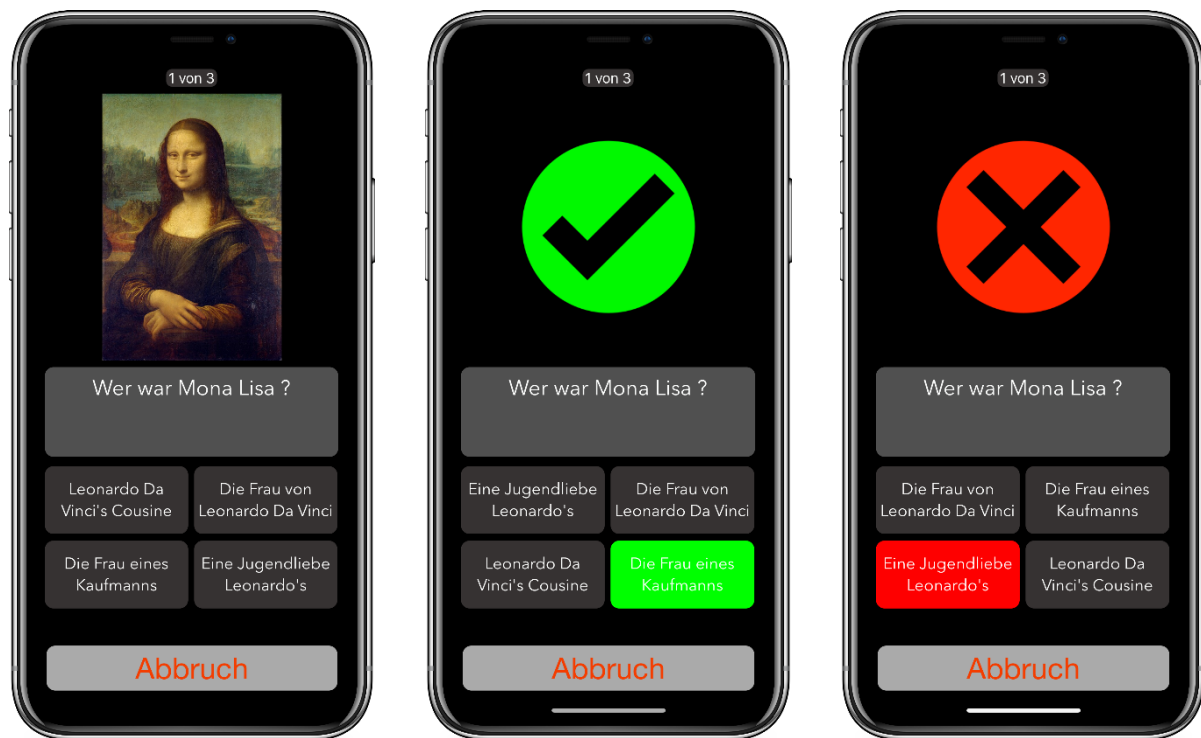 1 von 3
Wer war Mona Lisa ?
Leonardo Da
Vinci's Cousine
Die Frau von
Leonardo Da Vinci
Die Frau eines
Kaufmanns
Eine Jugendliebe
Leonardo's
Abbruch
1 von 3
Wer war Mona Lisa ?
Eine Jugendliebe
Leonardo's
Die Frau von
Leonardo Da Vinci
Leonardo Da
Vinci's Cousine
Die Frau eines
Kaufmanns
Abbruch
1 von 3
Wer war Mona Lisa ?
Die Frau von
Leonardo Da Vinci
Die Frau eines
Kaufmanns
Eine Jugendliebe
Leonardo's
Leonardo Da
Vinci's Cousine
Abbruch